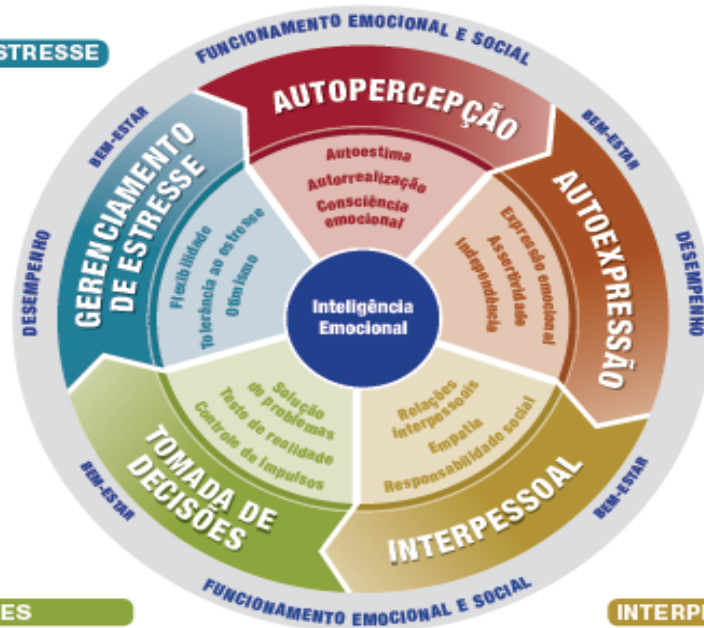 ESTRESSE
FUNCIONAMENTO EMOCIONAL E SOCIAL
BEM-ESTAR
BEM-ESTAR
DESEMPENHO
DESEMPENHO
AUTOPERCEPÇÃO
Autoestima
Autorrealização
Consciência
emocional
AUTOEXPRESSÃO
Expressão emocional
Assertividade
Independência
GERENCIAMENTO
DE ESTRESSE
Flexibilidade
Tolerância ao estresse
Otimismo
Inteligência
Emocional
TOMADA DE
DECISÕES
Solução
de problemas
Teste de realidade
Controle de impulsos
INTERPESSOAL
Relações
interpessoais
Empatia
Responsabilidade social
BEM-ESTAR
BEM-ESTAR
FUNCIONAMENTO EMOCIONAL E SOCIAL
ES
INTERP